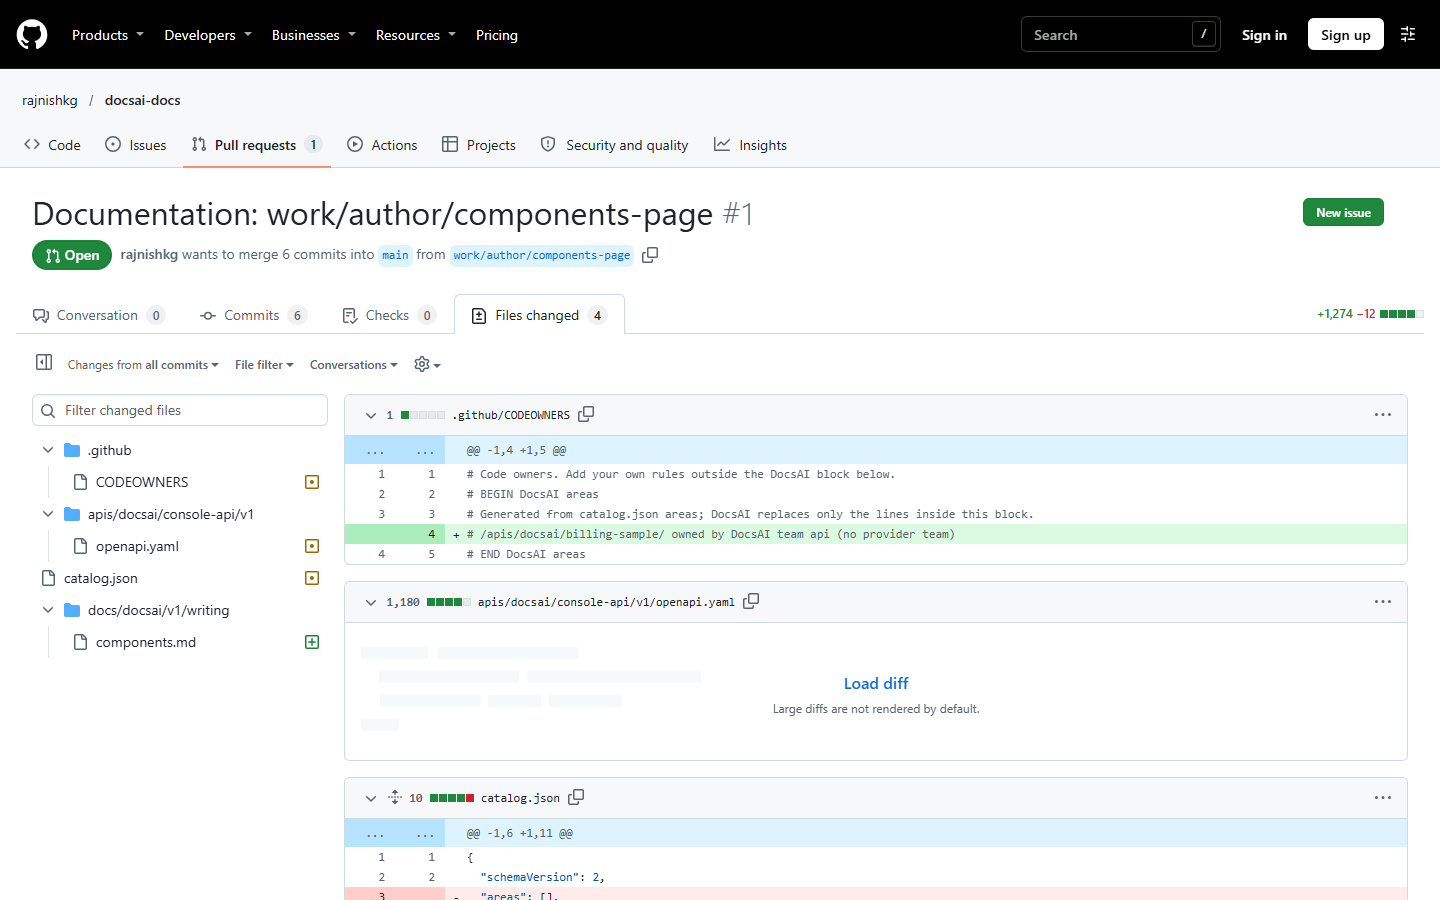 Products Developers Businesses Resources Pricing Search / Sign in Sign up
rajnishkg / docsai-docs
Code Issues Pull requests 1 Actions Projects Security and quality Insights
Documentation: work/author/components-page #1
New issue
Open rajnishkg wants to merge 6 commits into main from work/author/components-page
Conversation 0 Commits 6 Checks 0 Files changed 4 +1,274 −12
Changes from all commits File filter Conversations
Filter changed files
.github
CODEOWNERS
apis/docsai/console-api/v1
openapi.yaml
catalog.json
docs/docsai/v1/writing
components.md
1 .github/CODEOWNERS
... ... @@ -1,4 +1,5 @@
1 1 # Code owners. Add your own rules outside the DocsAI block below.
2 2 # BEGIN DocsAI areas
3 3 # Generated from catalog.json areas; DocsAI replaces only the lines inside this block.
4 + # /apis/docsai/billing-sample/ owned by DocsAI team api (no provider team)
4 5 # END DocsAI areas
1,180 apis/docsai/console-api/v1/openapi.yaml
Load diff
Large diffs are not rendered by default.
10 catalog.json
... ... @@ -1,6 +1,11 @@
1 1 {
2 2 "schemaVersion": 2,
3 - "areas": [],